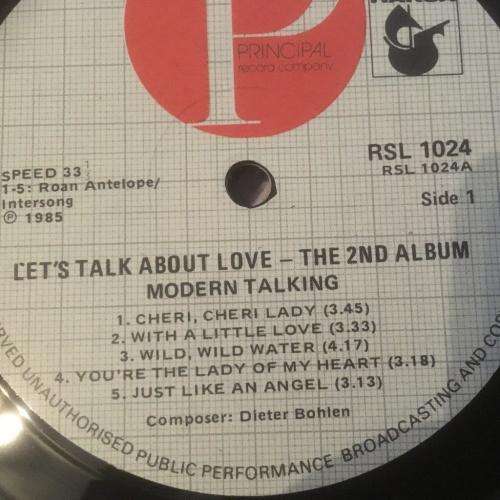 PRINCIPAL
record company
RSL 1024
RSL 1024A
Side 1
SPEED 33⅓
1-5: Roan Antelope/
Intersong
℗ 1985
LET'S TALK ABOUT LOVE – THE 2ND ALBUM
MODERN TALKING
1. CHERI, CHERI LADY (3.45)
2. WITH A LITTLE LOVE (3.33)
3. WILD, WILD WATER (4.17)
4. YOU'RE THE LADY OF MY HEART (3.18)
5. JUST LIKE AN ANGEL (3.13)
Composer: Dieter Bohlen
UNAUTHORISED PUBLIC PERFORMANCE BROADCASTING AND